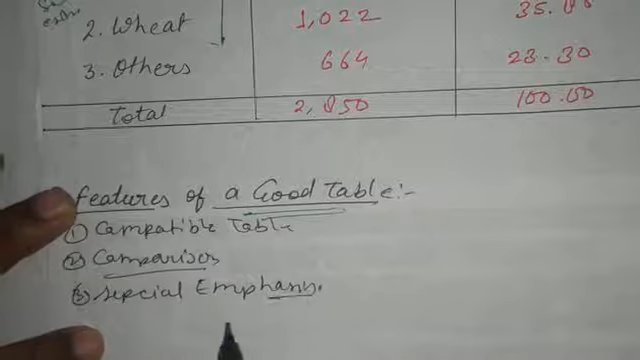 2. Wheat 1,022 35.
3. Others 664 23.30
Total 2,850 100.00
Features of a Good Table:-
① Campatible Table
② Comparison
③ Special Emphasis.